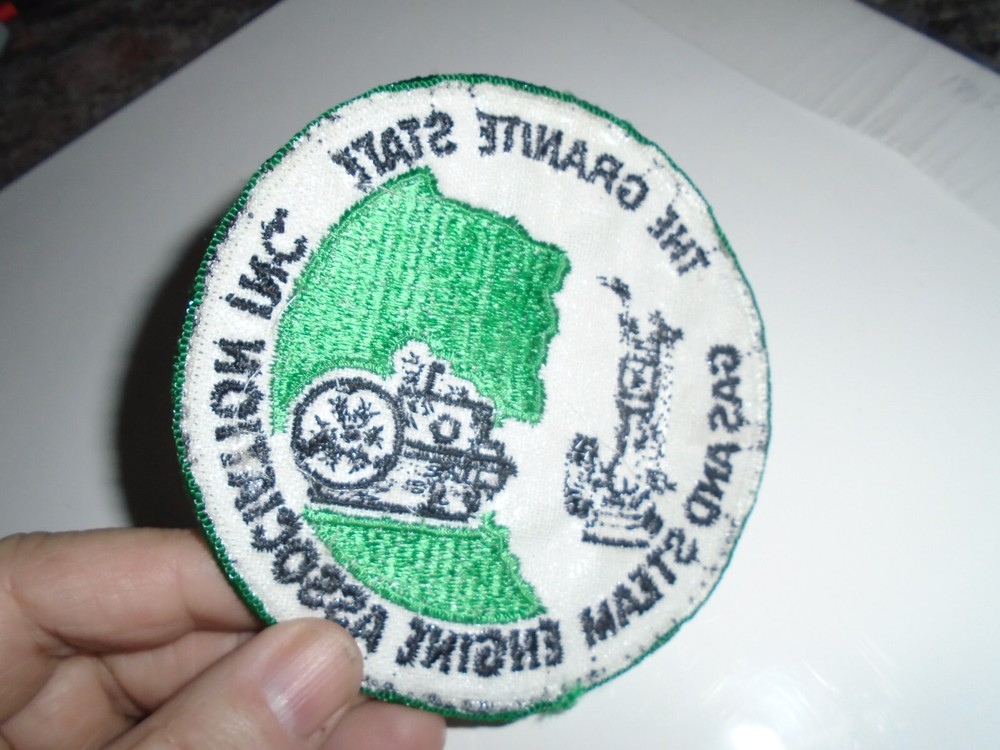 THE GRANITE STATE
GAS AND STEAM ENGINE ASSOCIATION INC